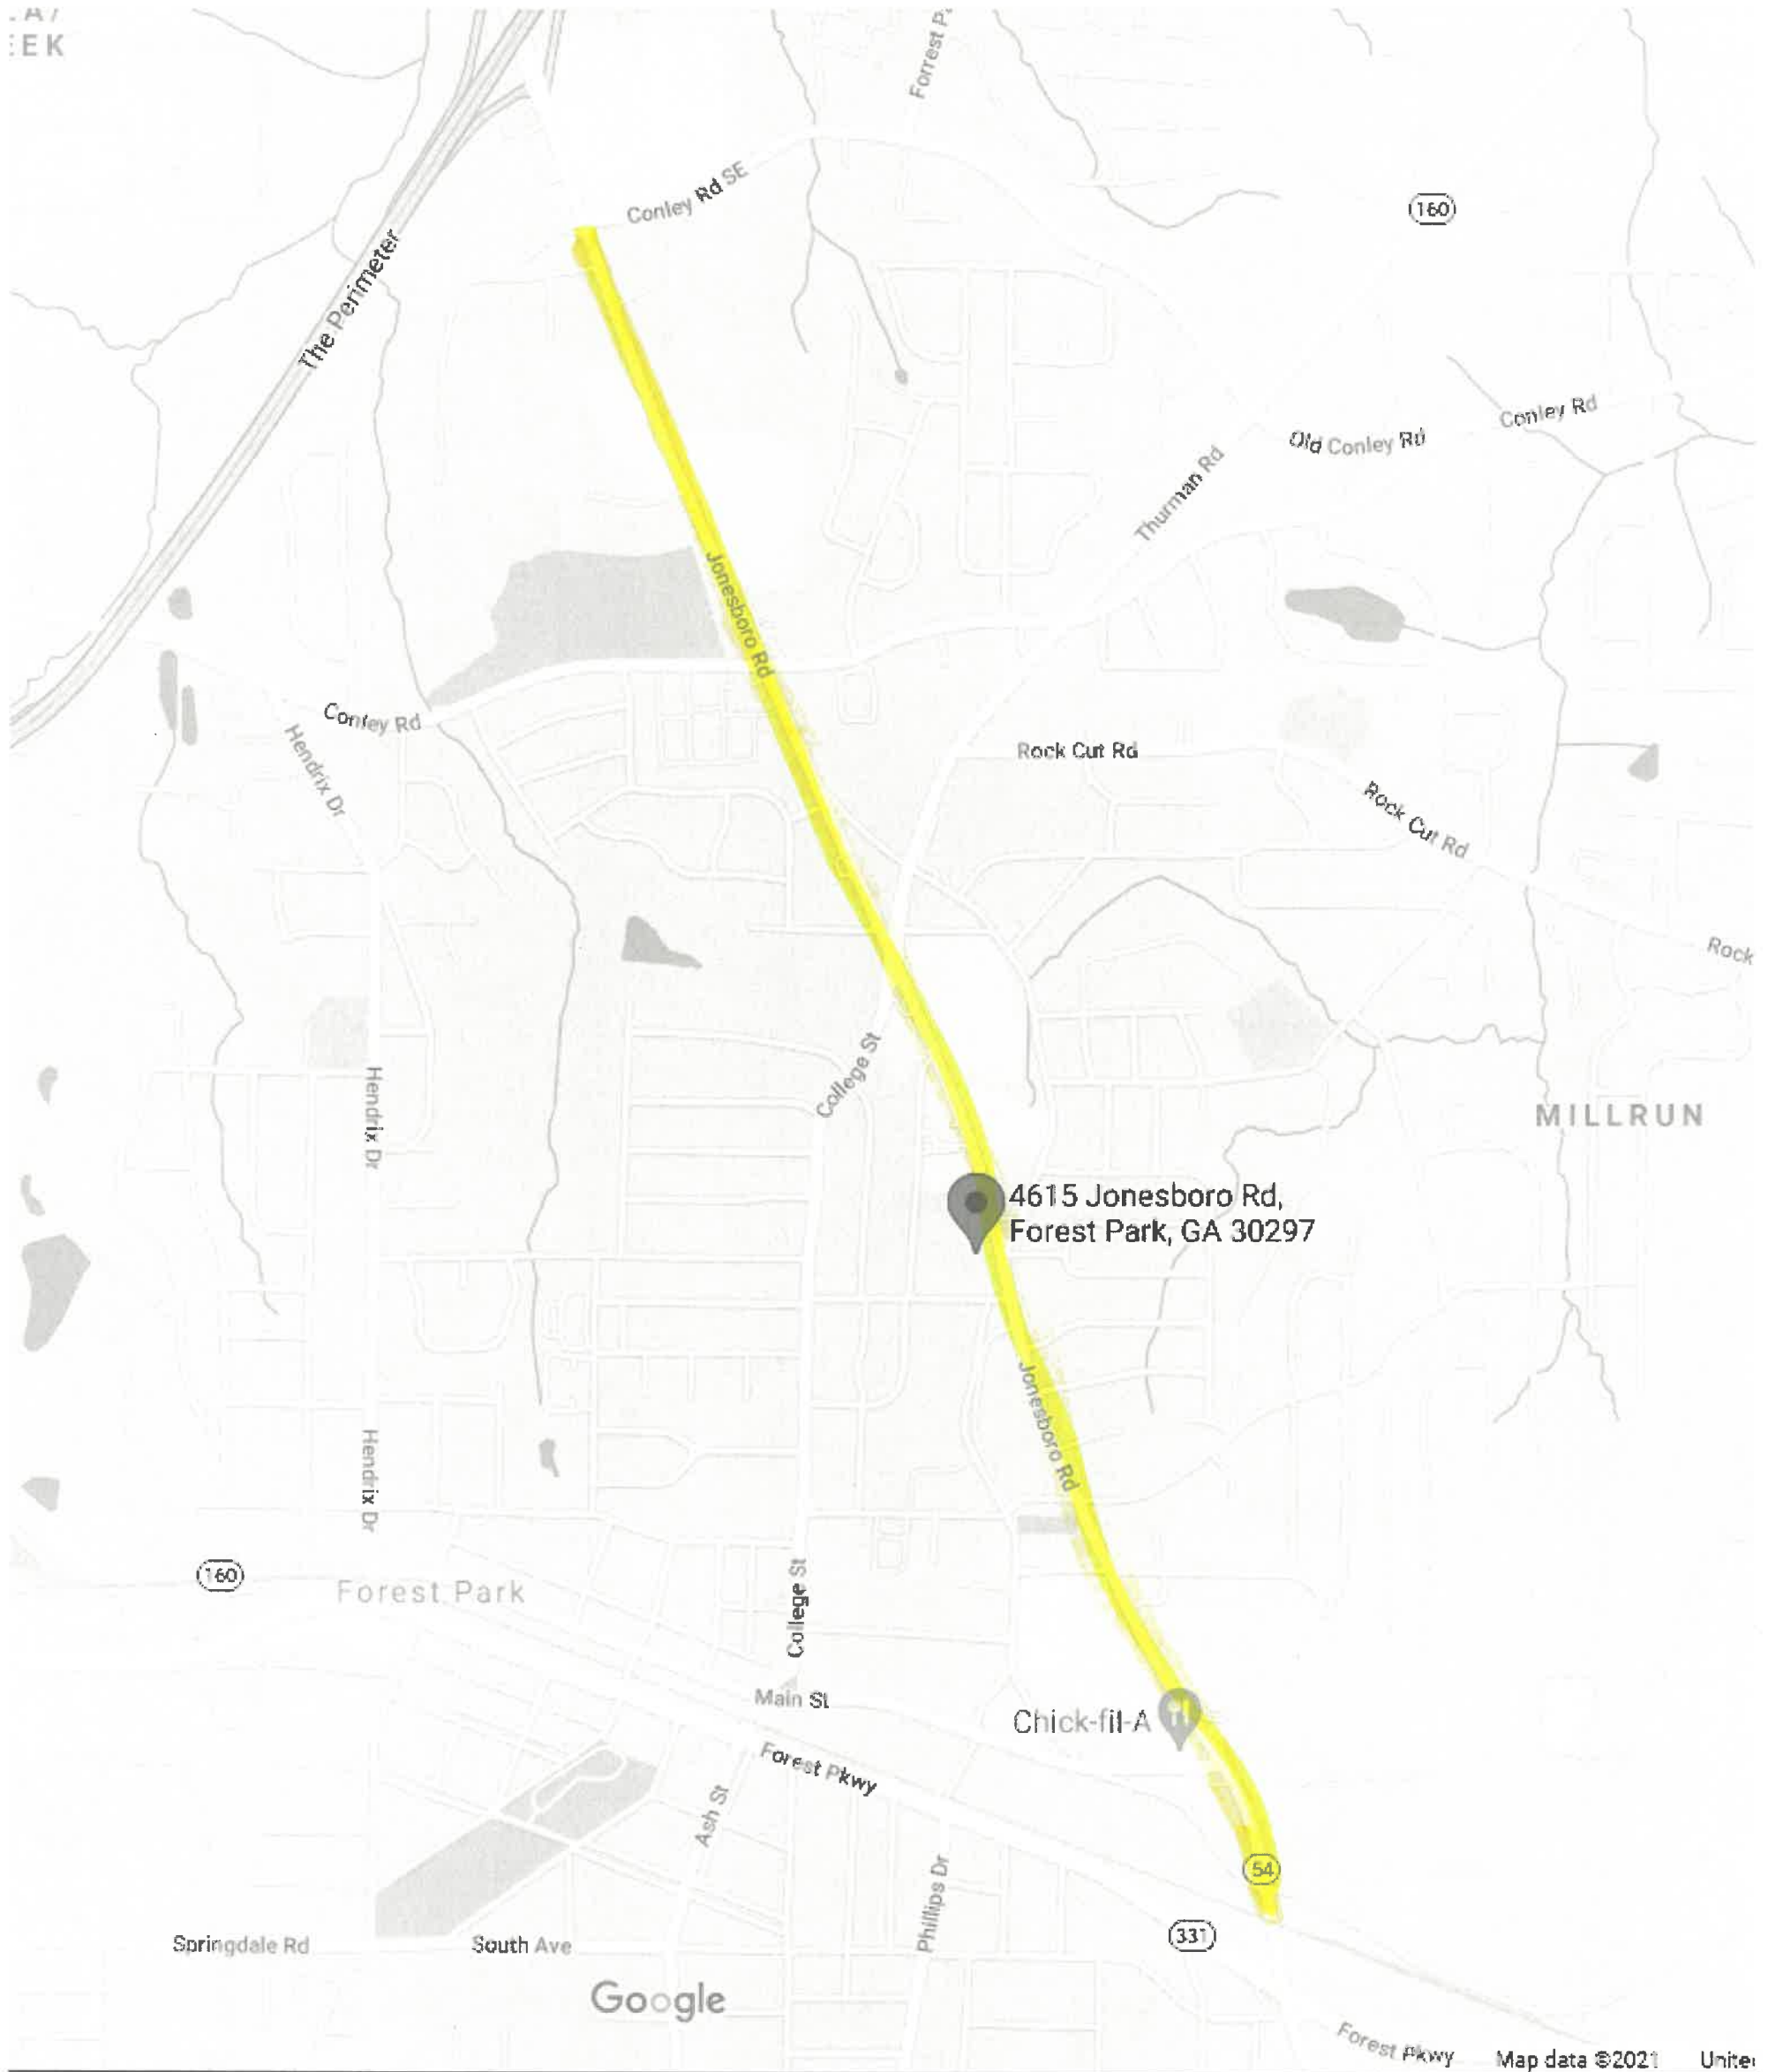 EEK
Forrest
Conley Rd SE
160
The Perimeter
Conley Rd
Old Conley Rd
Thurman Rd
Jonesboro Rd
Conley Rd
Hendrix Dr
Rock Cut Rd
Rock Cut Rd
Rock
College St
Hendrix Dr
MILLRUN
4615 Jonesboro Rd,
Forest Park, GA 30297
Jonesboro Rd
Hendrix Dr
160
Forest Park
College St
Main St
Chick-fil-A
Forest Pkwy
Ash St
54
Phillips Dr
331
Springdale Rd
South Ave
Google
Forest Pkwy
Map data ©2021